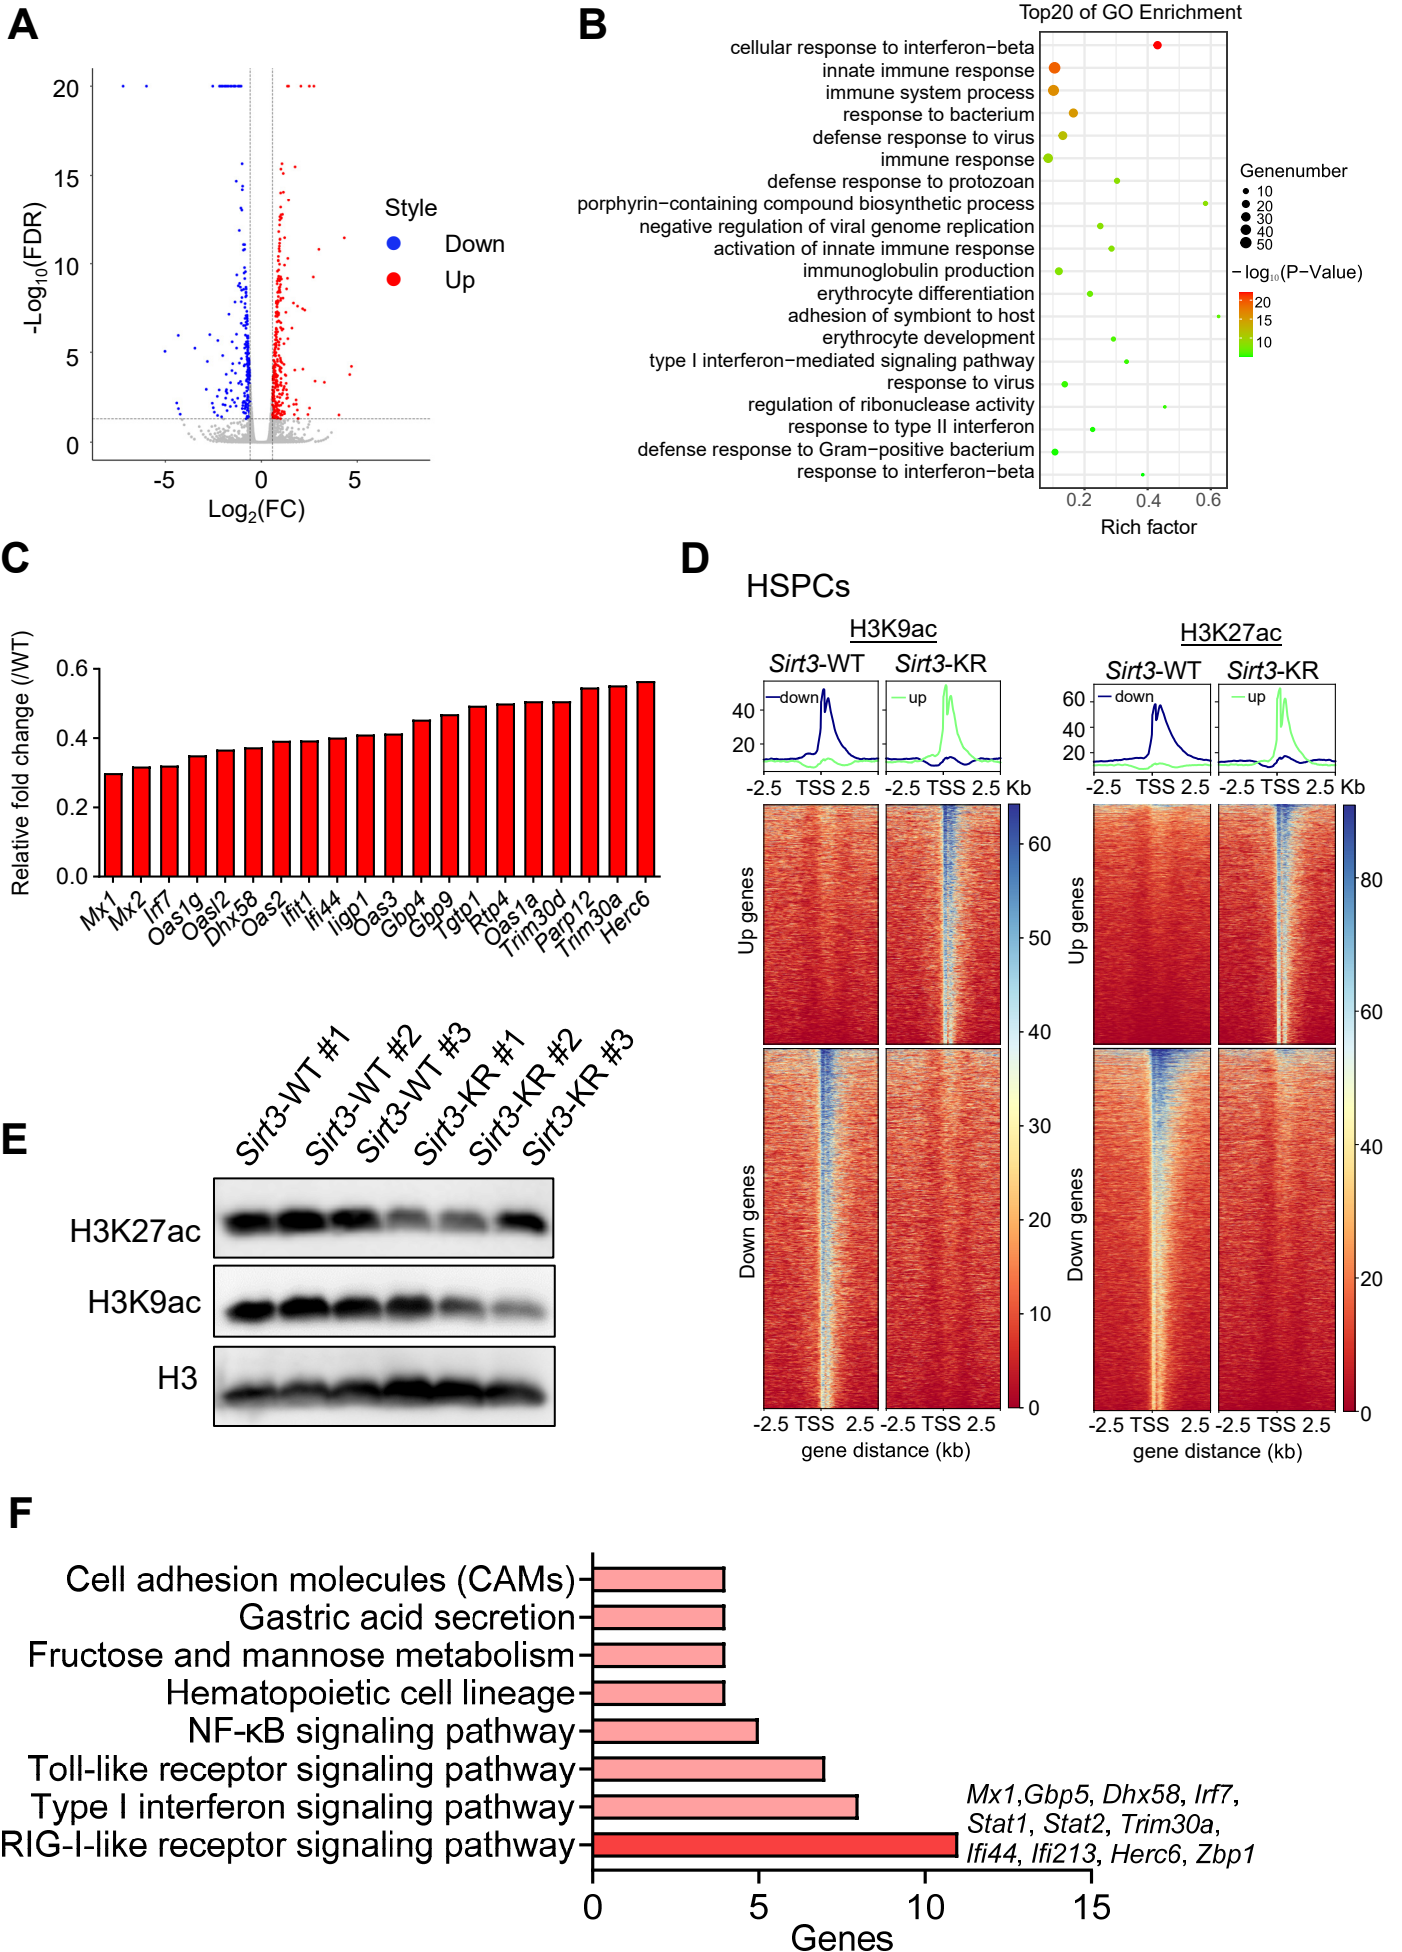 A
20
15
10
5
0
-5
0
5
-Log10(FDR)
Log2(FC)
Style
Down
Up
B
Top20 of GO Enrichment
cellular response to interferon−beta
innate immune response
immune system process
response to bacterium
defense response to virus
immune response
defense response to protozoan
porphyrin−containing compound biosynthetic process
negative regulation of viral genome replication
activation of innate immune response
immunoglobulin production
erythrocyte differentiation
adhesion of symbiont to host
erythrocyte development
type I interferon−mediated signaling pathway
response to virus
regulation of ribonuclease activity
response to type II interferon
defense response to Gram−positive bacterium
response to interferon−beta
0.2
0.4
0.6
Rich factor
Genenumber
10
20
30
40
50
−log10(P−Value)
20
15
10
C
Relative fold change (/WT)
0.6
0.4
0.2
0.0
Mx1
Mx2
Irf7
Oas1g
Oasl2
Dhx58
Oas2
Ifit1
Ifi44
Iigp1
Oas3
Gbp4
Gbp9
Tgtp1
Rtp4
Oas1a
Trim30d
Parp12
Trim30a
Herc6
D
HSPCs
H3K9ac
Sirt3-WT
Sirt3-KR
down
up
40
20
-2.5 TSS 2.5
-2.5 TSS 2.5 Kb
Up genes
Down genes
60
50
40
30
20
10
0
-2.5 TSS 2.5
-2.5 TSS 2.5
gene distance (kb)
H3K27ac
Sirt3-WT
Sirt3-KR
down
up
60
40
20
-2.5 TSS 2.5
-2.5 TSS 2.5 Kb
Up genes
Down genes
80
60
40
20
0
-2.5 TSS 2.5
-2.5 TSS 2.5
gene distance (kb)
E
Sirt3-WT #1
Sirt3-WT #2
Sirt3-WT #3
Sirt3-KR #1
Sirt3-KR #2
Sirt3-KR #3
H3K27ac
H3K9ac
H3
F
Cell adhesion molecules (CAMs)
Gastric acid secretion
Fructose and mannose metabolism
Hematopoietic cell lineage
NF-κB signaling pathway
Toll-like receptor signaling pathway
Type I interferon signaling pathway
RIG-I-like receptor signaling pathway
Mx1,Gbp5, Dhx58, Irf7,
Stat1, Stat2, Trim30a,
Ifi44, Ifi213, Herc6, Zbp1
0
5
10
15
Genes